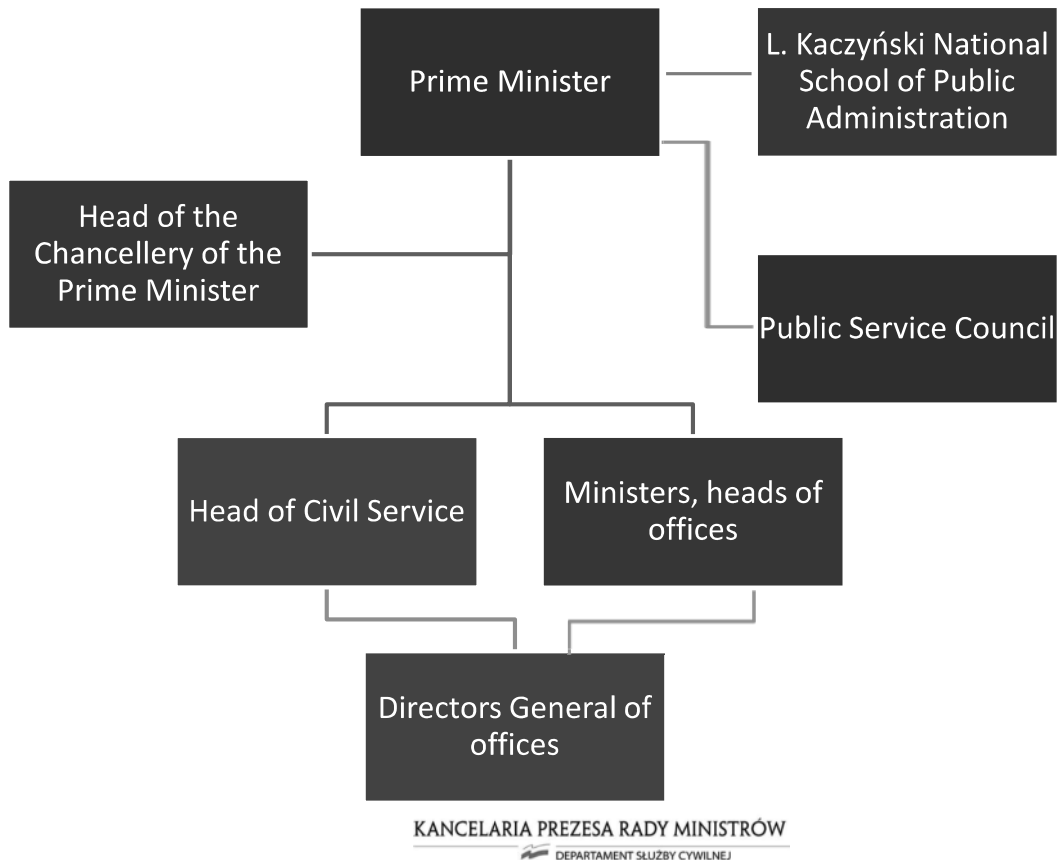 Prime Minister
L. Kaczyński National
School of Public
Administration
Head of the
Chancellery of the
Prime Minister
Public Service Council
Head of Civil Service
Ministers, heads of
offices
Directors General of
offices
KANCELARIA PREZESA RADY MINISTRÓW
DEPARTAMENT SŁUŻBY CYWILNEJ